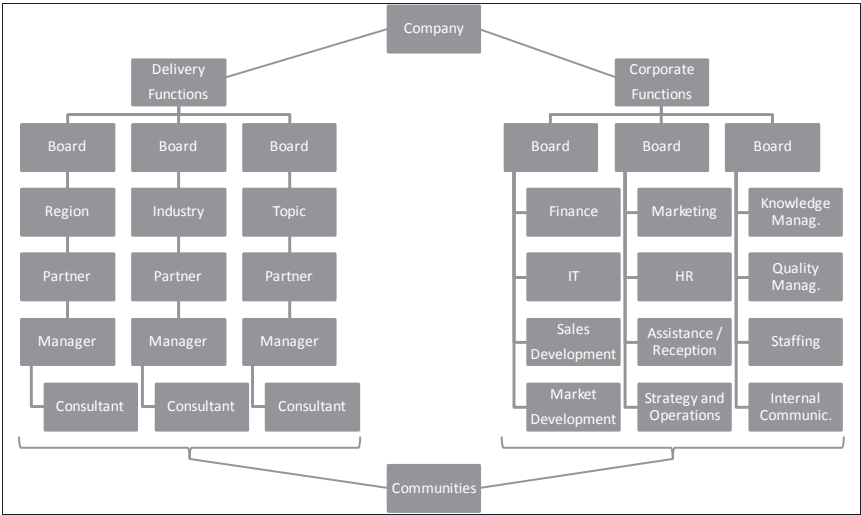 Company
Delivery
Functions
Corporate
Functions
Board
Board
Board
Board
Board
Board
Region
Industry
Topic
Finance
Marketing
Knowledge
Manag.
Partner
Partner
Partner
IT
HR
Quality
Manag.
Manager
Manager
Manager
Sales
Development
Assistance /
Reception
Staffing
Consultant
Consultant
Consultant
Market
Development
Strategy and
Operations
Internal
Communic.
Communities